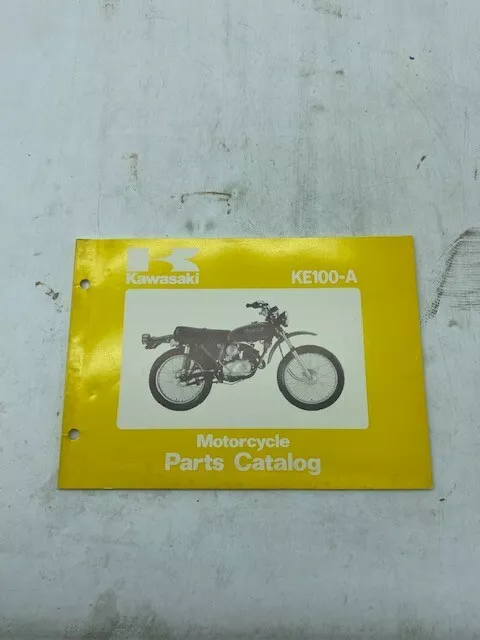 Kawasaki
KE100-A
Motorcycle
Parts Catalog